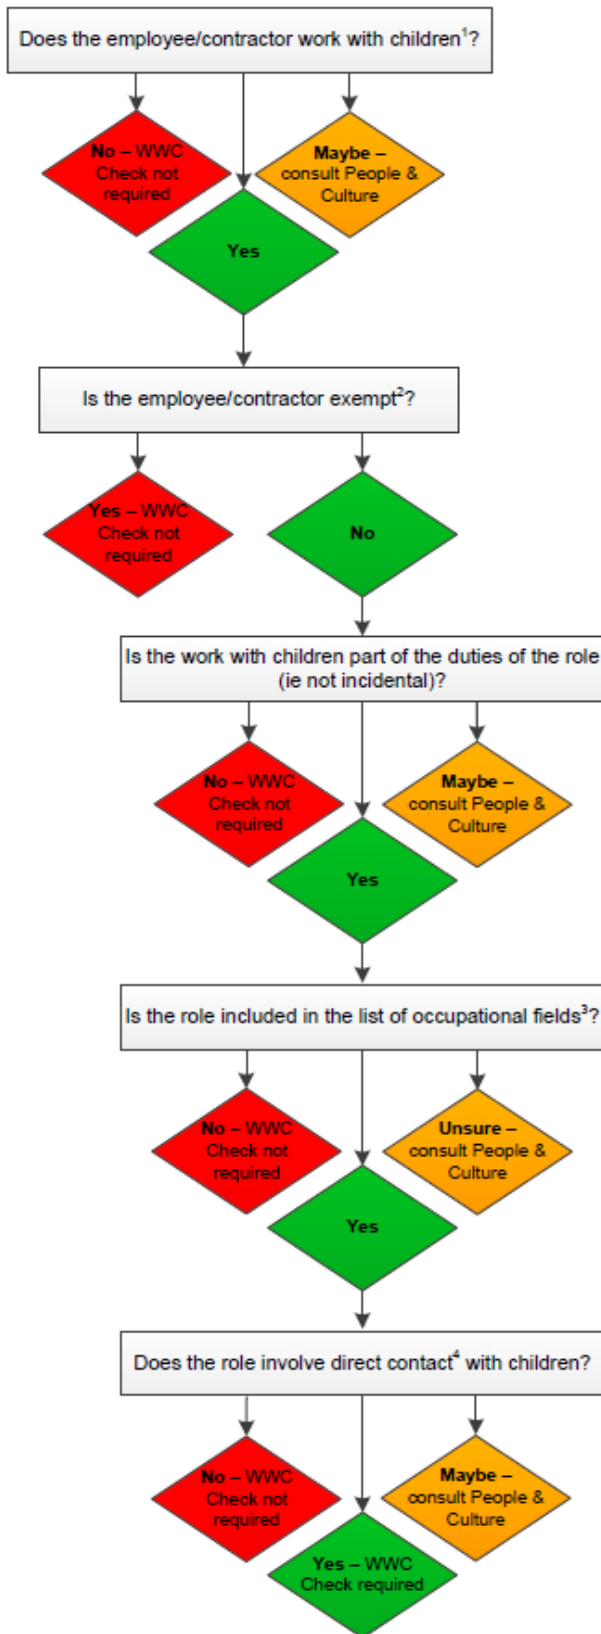 Does the employee/contractor work with children¹?
No – WWC
Check not
required
Maybe –
consult People &
Culture
Yes
Is the employee/contractor exempt²?
Yes – WWC
Check not
required
No
Is the work with children part of the duties of the role
(ie not incidental)?
No – WWC
Check not
required
Maybe –
consult People &
Culture
Yes
Is the role included in the list of occupational fields³?
No – WWC
Check not
required
Unsure –
consult People &
Culture
Yes
Does the role involve direct contact⁴ with children?
No – WWC
Check not
required
Maybe –
consult People &
Culture
Yes – WWC
Check required